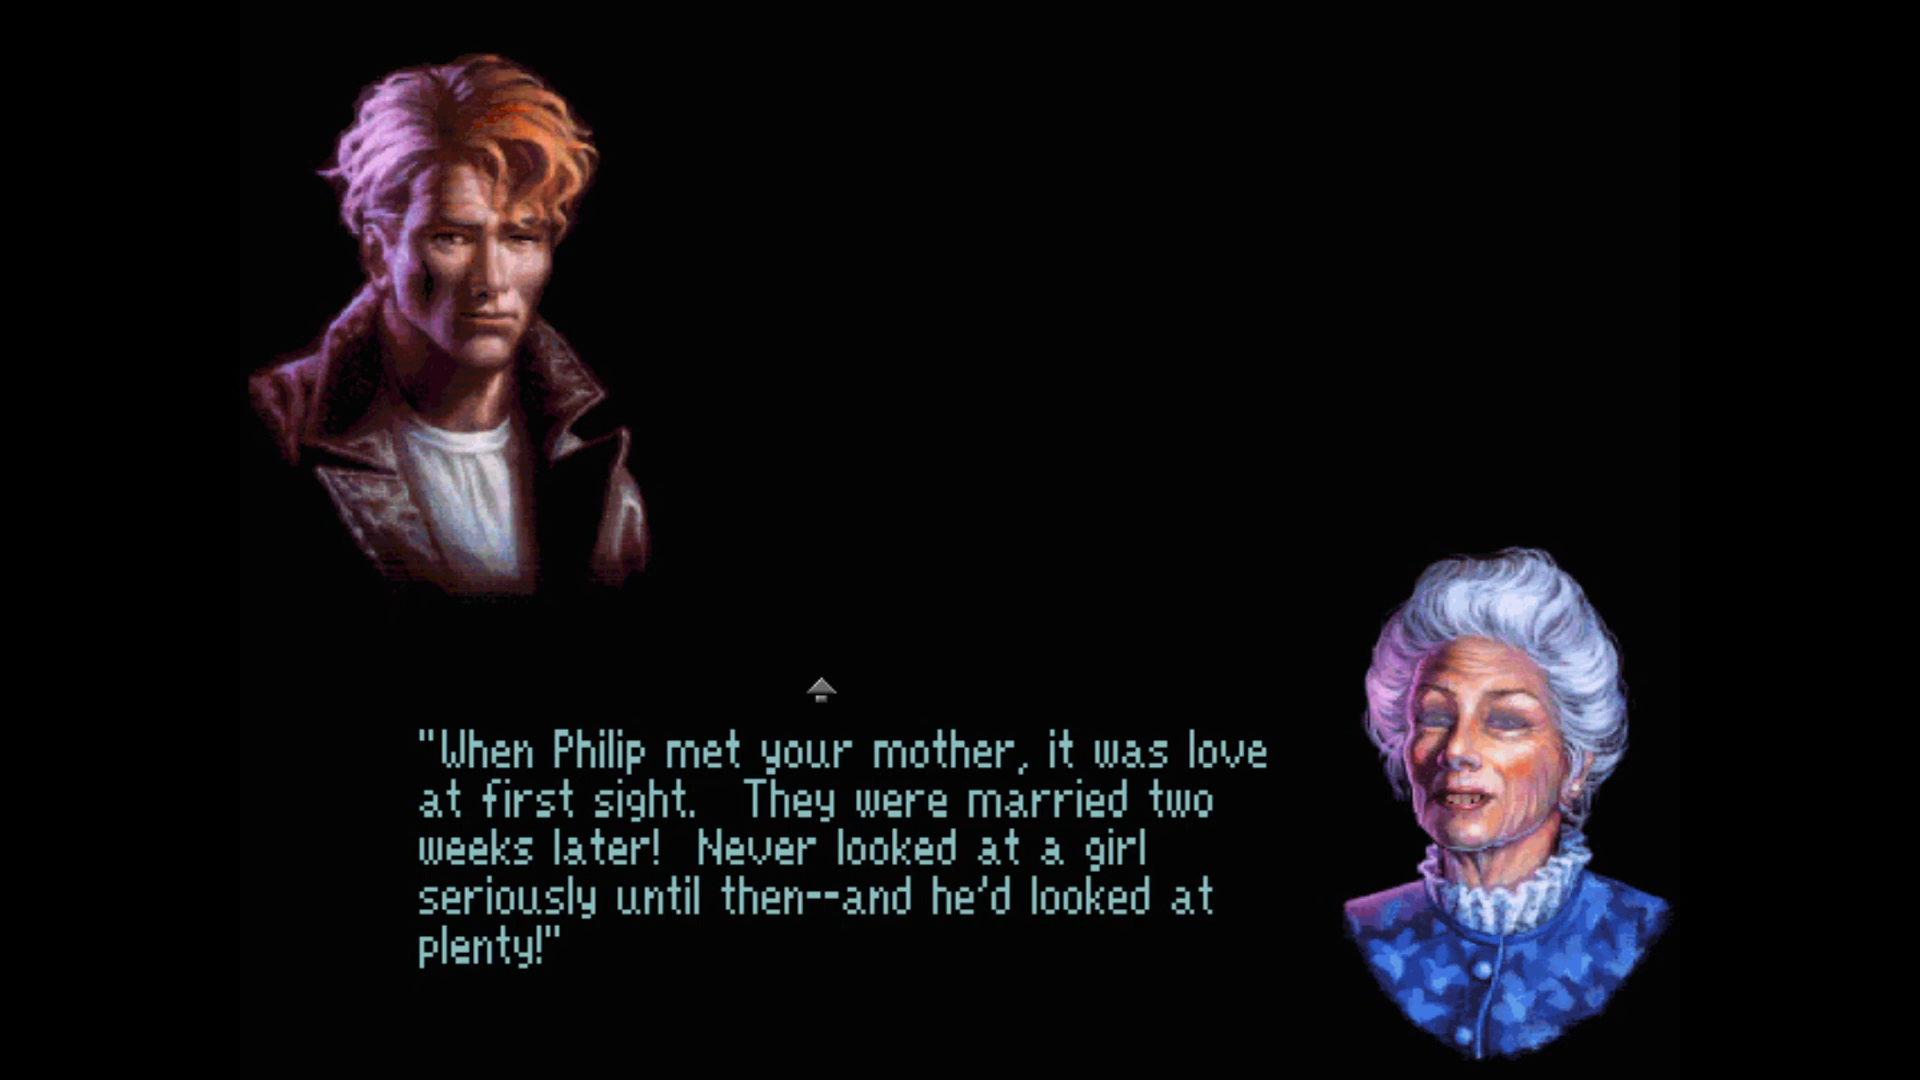 "When Philip met your mother, it was love
at first sight.  They were married two
weeks later!  Never looked at a girl
seriously until then--and he'd looked at
plenty!"